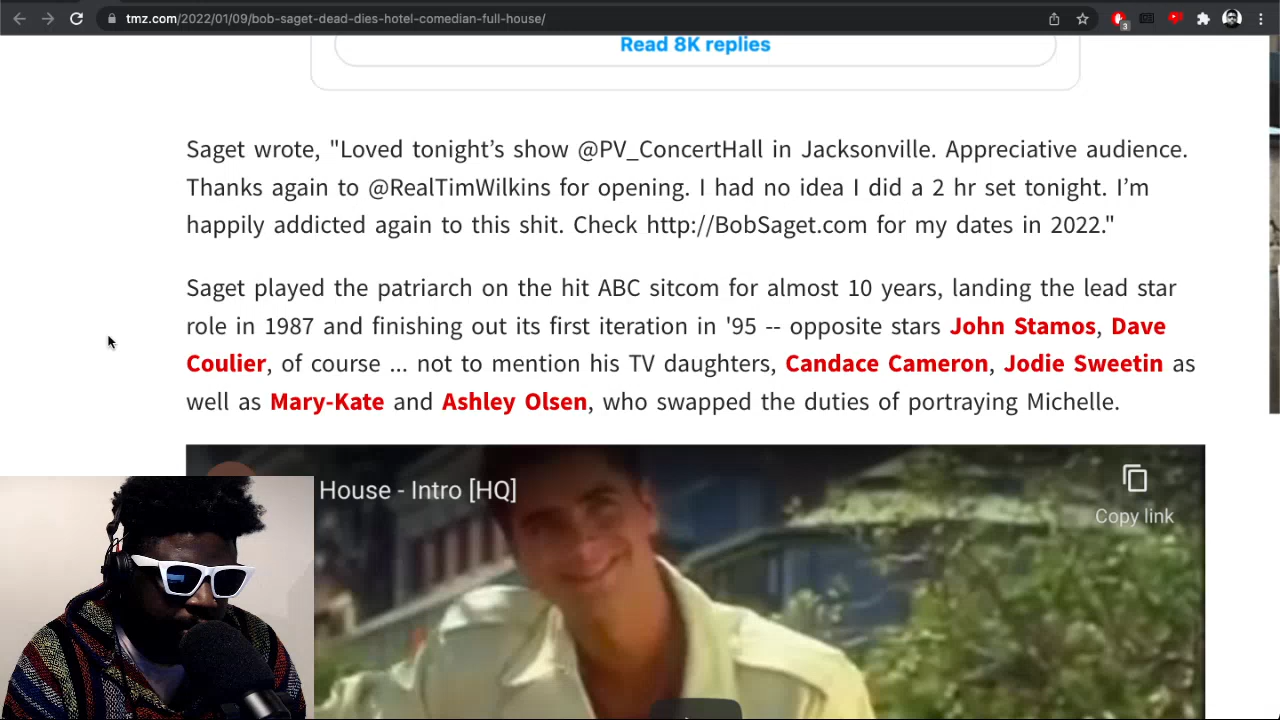 tmz.com/2022/01/09/bob-saget-dead-dies-hotel-comedian-full-house/
3
Read 8K replies
Saget wrote, "Loved tonight’s show @PV_ConcertHall in Jacksonville. Appreciative audience.
Thanks again to @RealTimWilkins for opening. I had no idea I did a 2 hr set tonight. I’m
happily addicted again to this shit. Check http://BobSaget.com for my dates in 2022."
Saget played the patriarch on the hit ABC sitcom for almost 10 years, landing the lead star
role in 1987 and finishing out its first iteration in '95 -- opposite stars John Stamos, Dave
Coulier, of course ... not to mention his TV daughters, Candace Cameron, Jodie Sweetin as
well as Mary-Kate and Ashley Olsen, who swapped the duties of portraying Michelle.
House - Intro [HQ]
Copy link